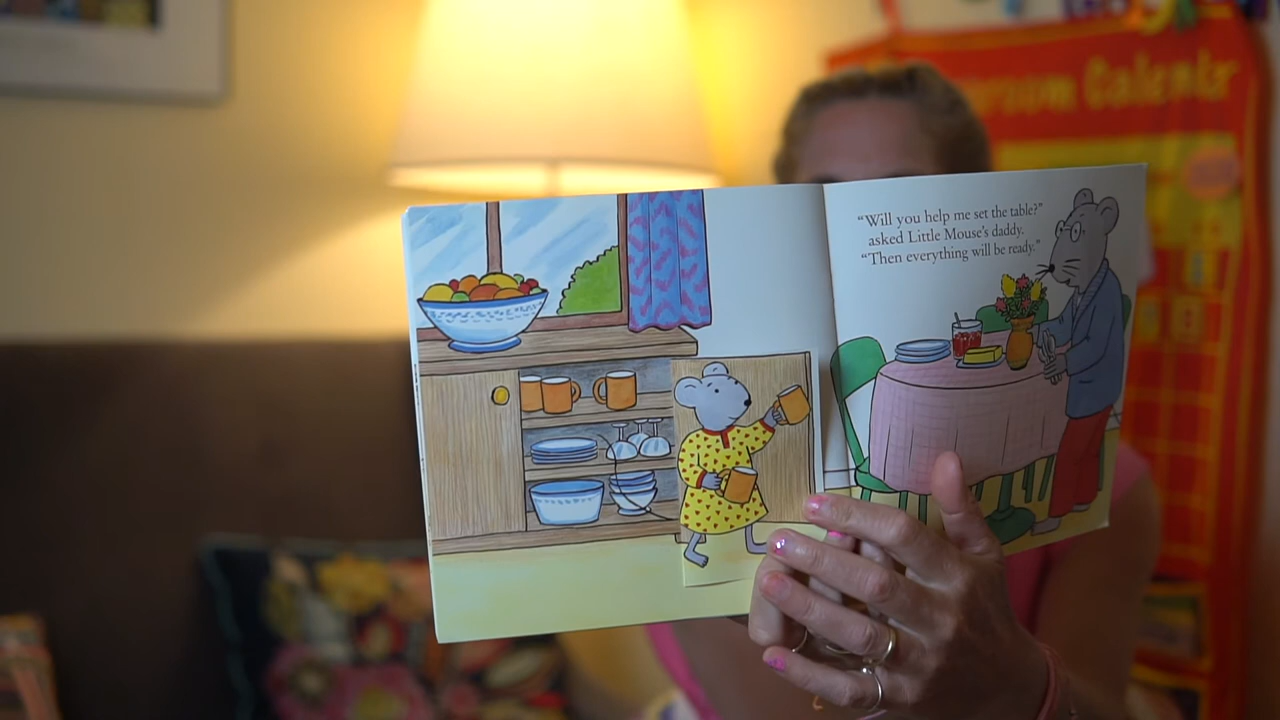 "Will you help me set the table?"
asked Little Mouse's daddy.
"Then everything will be ready."